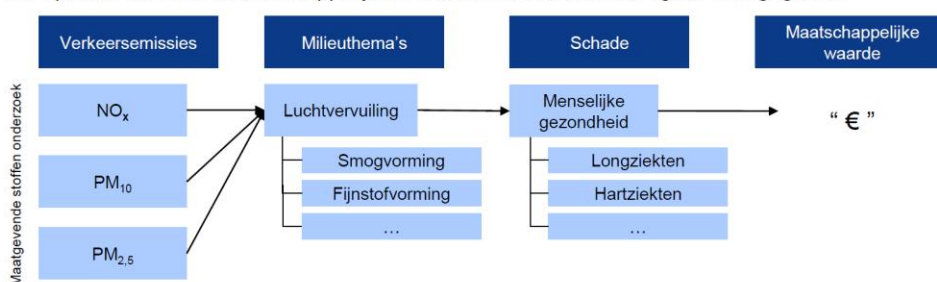 Verkeersemissies
Milieuthema's
Schade
Maatschappelijke
waarde
Maatgevende stoffen onderzoek
NOx
PM10
PM2,5
Luchtvervuiling
Smogvorming
Fijnstofvorming
...
Menselijke
gezondheid
Longziekten
Hartziekten
...
" € "